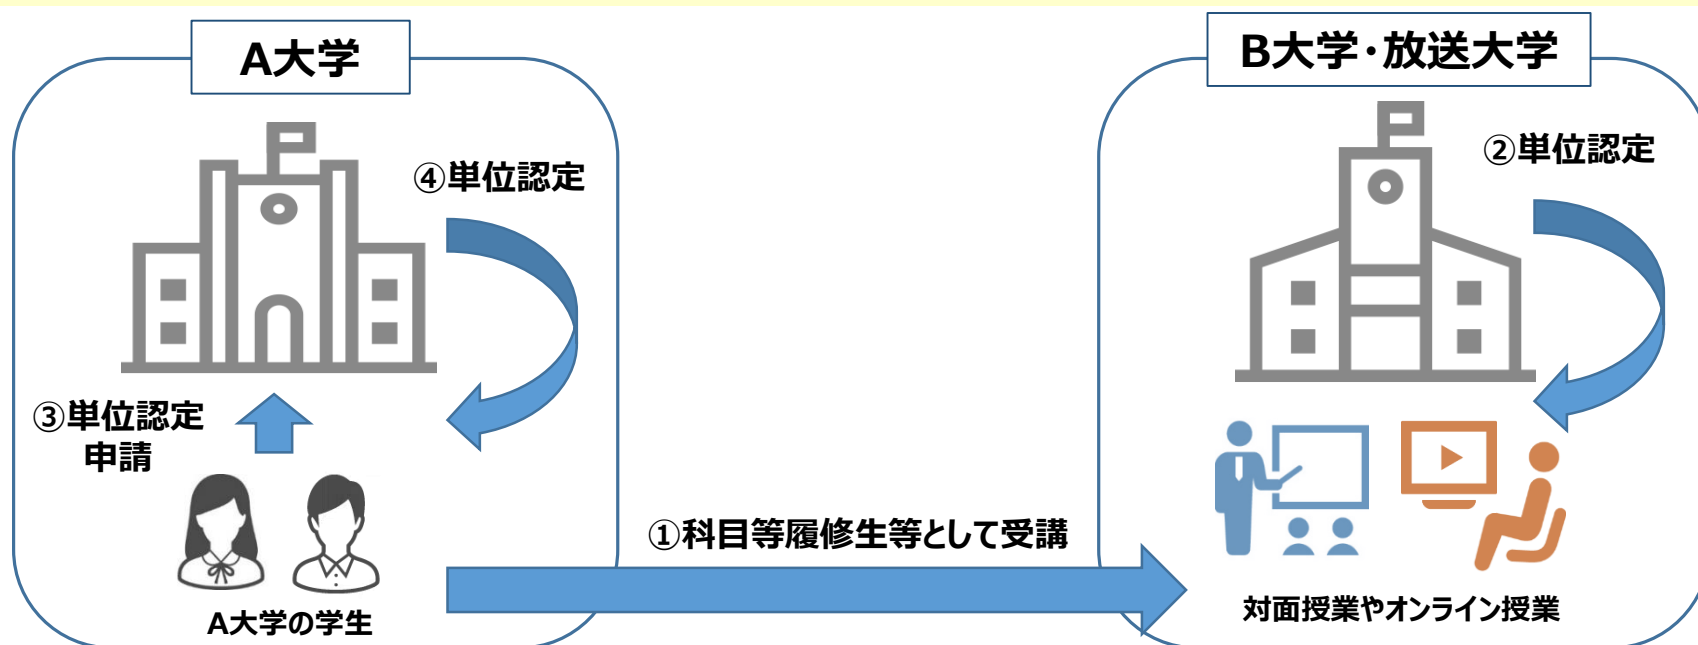 A大学
B大学・放送大学
④単位認定
②単位認定
③単位認定
申請
①科目等履修生等として受講
A大学の学生
対面授業やオンライン授業